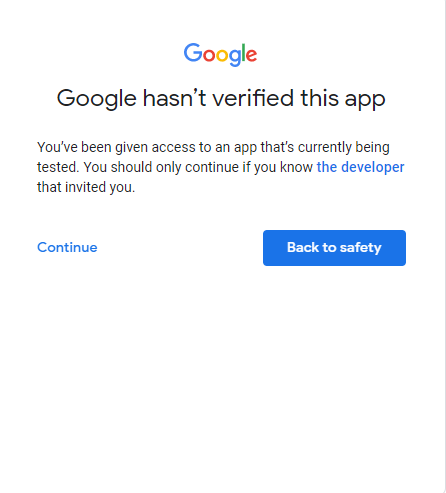 Google
Google hasn’t verified this app
You’ve been given access to an app that’s currently being
tested. You should only continue if you know the developer
that invited you.
Continue
Back to safety